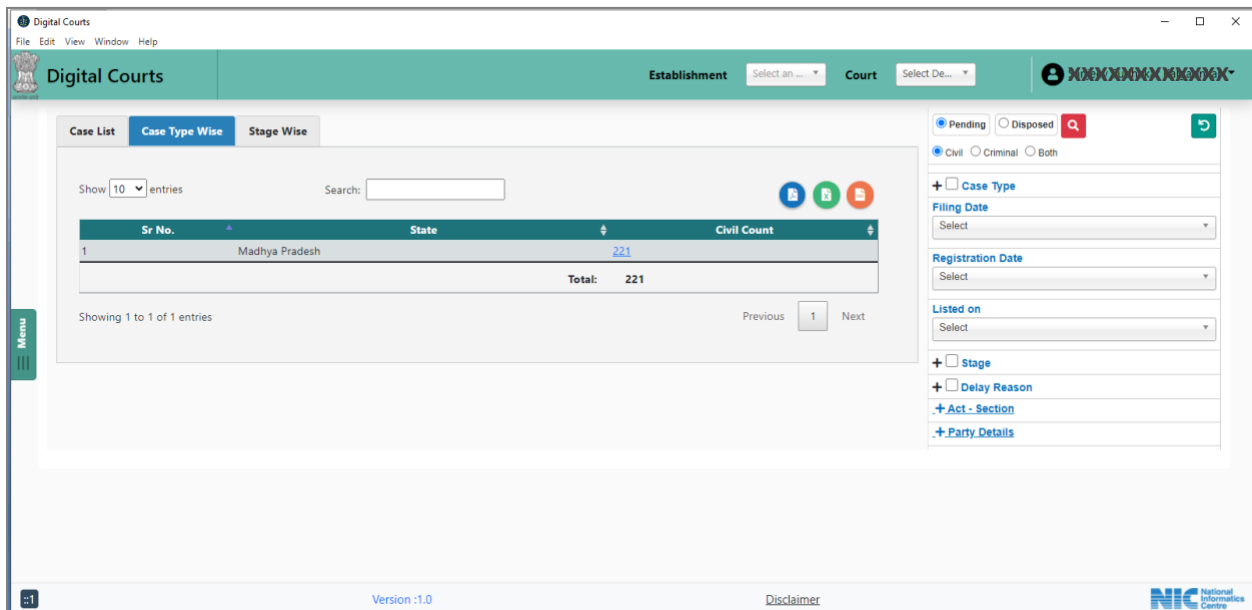 Digital Courts
File Edit View Window Help
Digital Courts
Establishment Select an ... Court Select De...
Case List Case Type Wise Stage Wise
Show 10 entries Search:
Sr No. State Civil Count
1 Madhya Pradesh 221
Total: 221
Showing 1 to 1 of 1 entries Previous 1 Next
Menu
Pending Disposed
Civil Criminal Both
Case Type
Filing Date
Select
Registration Date
Select
Listed on
Select
Stage
Delay Reason
+ Act - Section
+ Party Details
::1 Version :1.0 Disclaimer
NIC National Informatics Centre